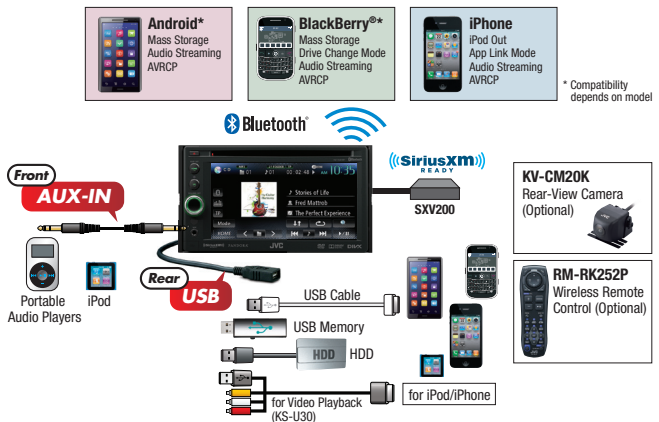 Android*
Mass Storage
Audio Streaming
AVRCP
BlackBerry®*
Mass Storage
Drive Change Mode
Audio Streaming
AVRCP
iPhone
iPod Out
App Link Mode
Audio Streaming
AVRCP
* Compatibility
depends on model
Bluetooth®
SiriusXM
READY
SXV200
Front
AUX-IN
10:35
Stories of Life
Fred Mattrob
The Perfect Experience
Mode
HOME
JVC
Portable
Audio Players
iPod
Rear
USB
USB Cable
USB Memory
HDD
HDD
for Video Playback
(KS-U30)
for iPod/iPhone
KV-CM20K
Rear-View Camera
(Optional)
RM-RK252P
Wireless Remote
Control (Optional)